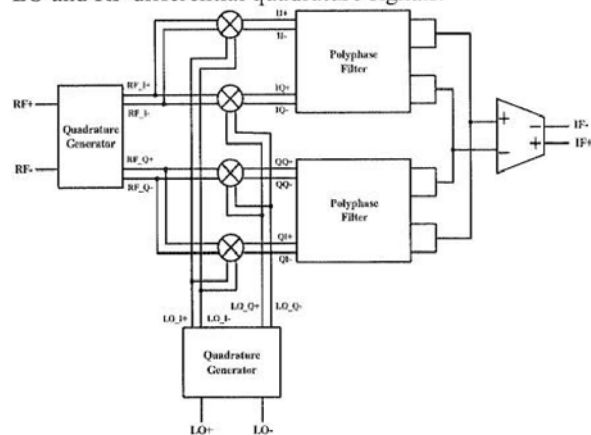 LO and RF differential quadrature signals.
II+
II-
Polyphase
Filter
RF_I+
RF_I-
IQ+
IQ-
RF+
Quadrature
Generator
IF-
IF+
RF-
RF_Q+
RF_Q-
QQ+
QQ-
Polyphase
Filter
QI+
QI-
LO_I+
LO_I-
LO_Q+
LO_Q-
Quadrature
Generator
LO+
LO-